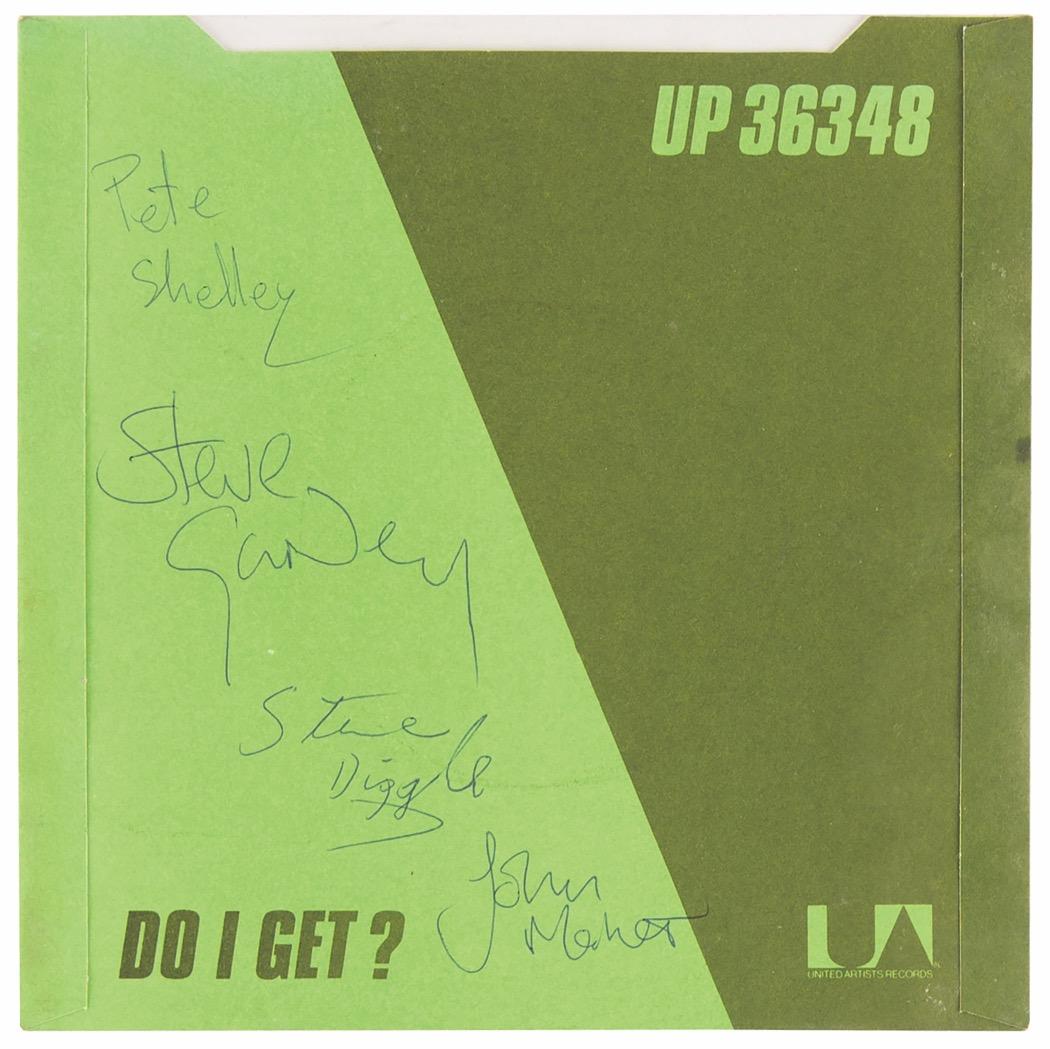 UP 36348
Pete
Shelley
Steve
Garvey
Steve
Diggle
John
Maher
DO I GET ?
UA
UNITED ARTISTS RECORDS